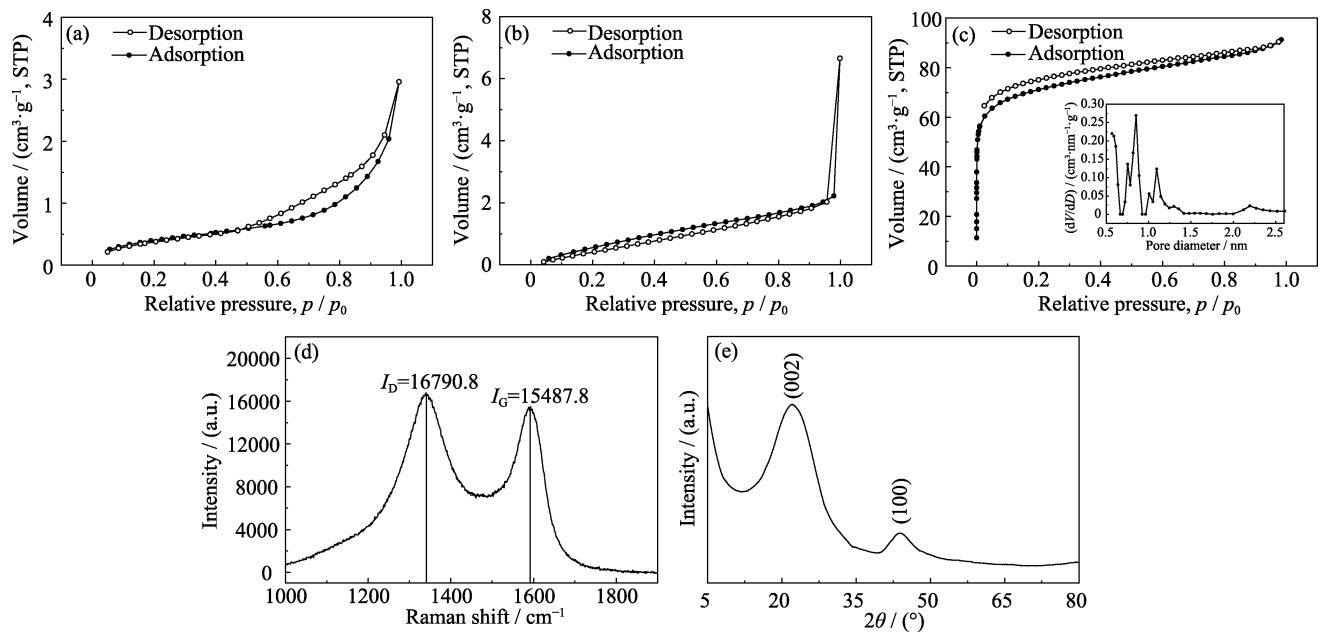 (a)
Desorption
Adsorption
Volume / (cm³·g⁻¹, STP)
4
3
2
1
0
0 0.2 0.4 0.6 0.8 1.0
Relative pressure, p / p₀
(b)
Desorption
Adsorption
Volume / (cm³·g⁻¹, STP)
8
6
4
2
0
0 0.2 0.4 0.6 0.8 1.0
Relative pressure, p / p₀
(c)
Desorption
Adsorption
Volume / (cm³·g⁻¹, STP)
100
80
60
40
20
0
0 0.2 0.4 0.6 0.8 1.0
Relative pressure, p / p₀
(dV/dD) / (cm³·nm⁻¹·g⁻¹)
0.30
0.25
0.20
0.15
0.10
0.05
0
0.5 1.0 1.5 2.0 2.5
Pore diameter / nm
(d)
I_D=16790.8
I_G=15487.8
Intensity / (a.u.)
20000
16000
12000
8000
4000
0
1000 1200 1400 1600 1800
Raman shift / cm⁻¹
(e)
(002)
(100)
Intensity / (a.u.)
5 20 35 50 65 80
2θ / (°)